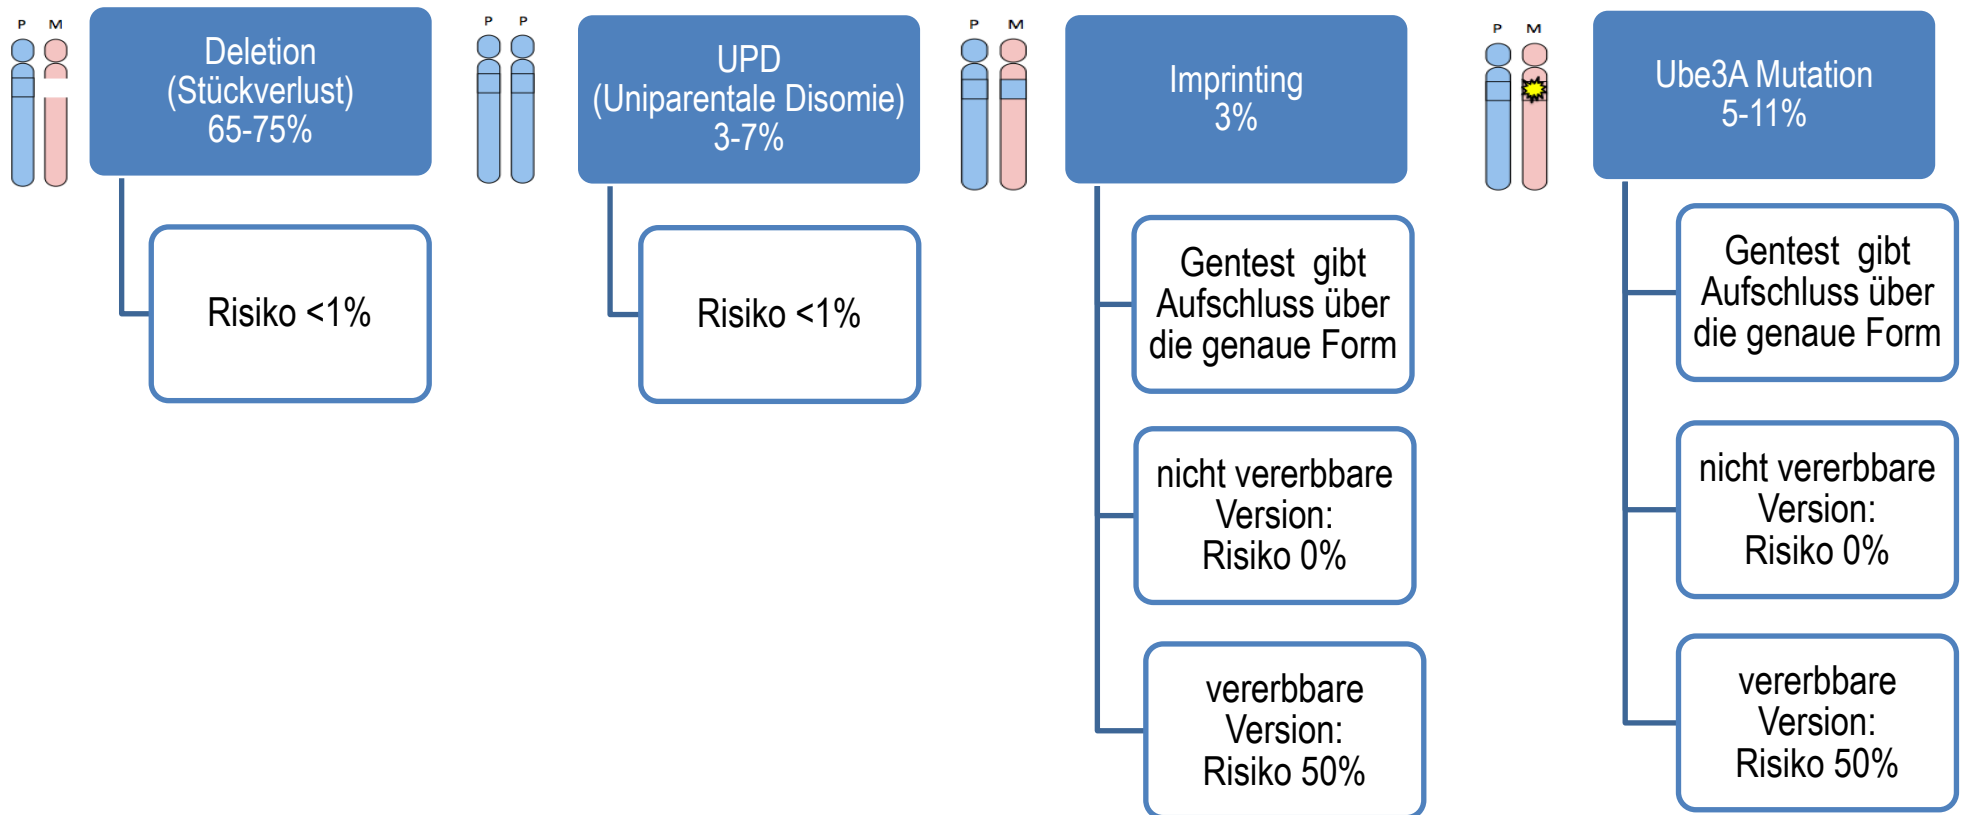 P M
Deletion
(Stückverlust)
65-75%
Risiko <1%
P P
UPD
(Uniparentale Disomie)
3-7%
Risiko <1%
P M
Imprinting
3%
Gentest gibt
Aufschluss über
die genaue Form
nicht vererbbare
Version:
Risiko 0%
vererbbare
Version:
Risiko 50%
P M
Ube3A Mutation
5-11%
Gentest gibt
Aufschluss über
die genaue Form
nicht vererbbare
Version:
Risiko 0%
vererbbare
Version:
Risiko 50%